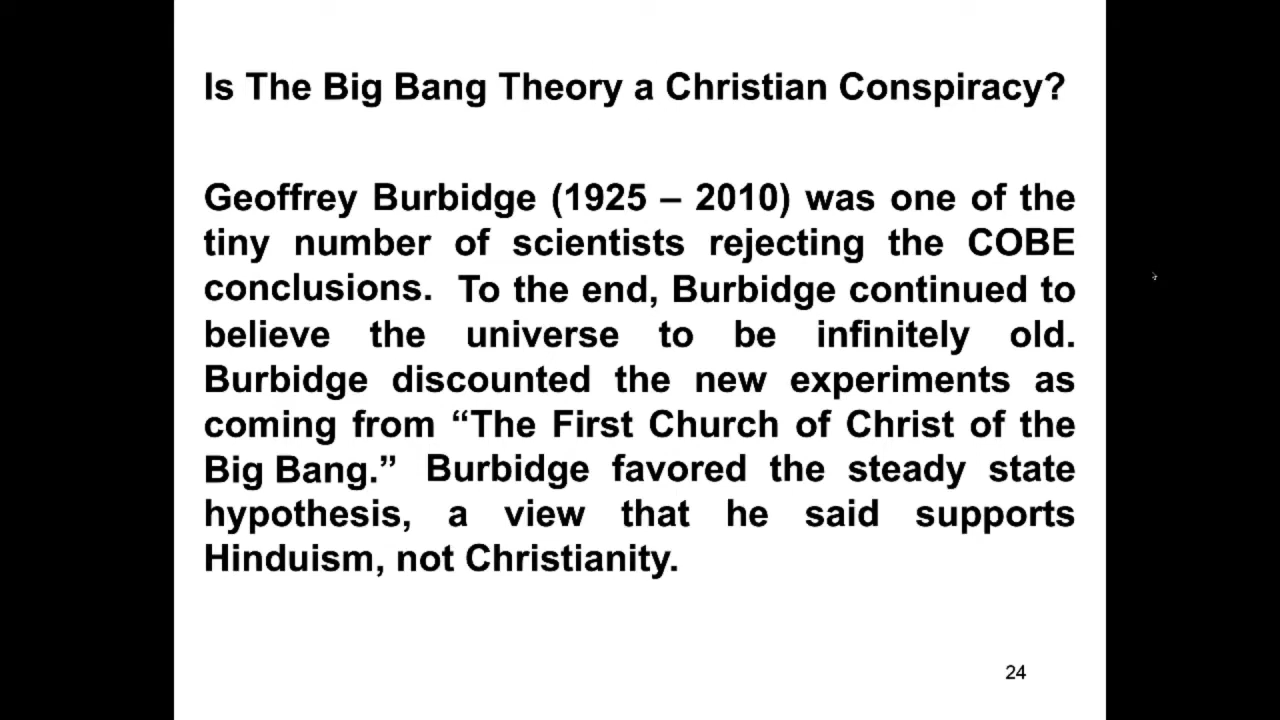 Is The Big Bang Theory a Christian Conspiracy?
Geoffrey Burbidge (1925 – 2010) was one of the
tiny number of scientists rejecting the COBE
conclusions. To the end, Burbidge continued to
believe the universe to be infinitely old.
Burbidge discounted the new experiments as
coming from “The First Church of Christ of the
Big Bang.” Burbidge favored the steady state
hypothesis, a view that he said supports
Hinduism, not Christianity.
24